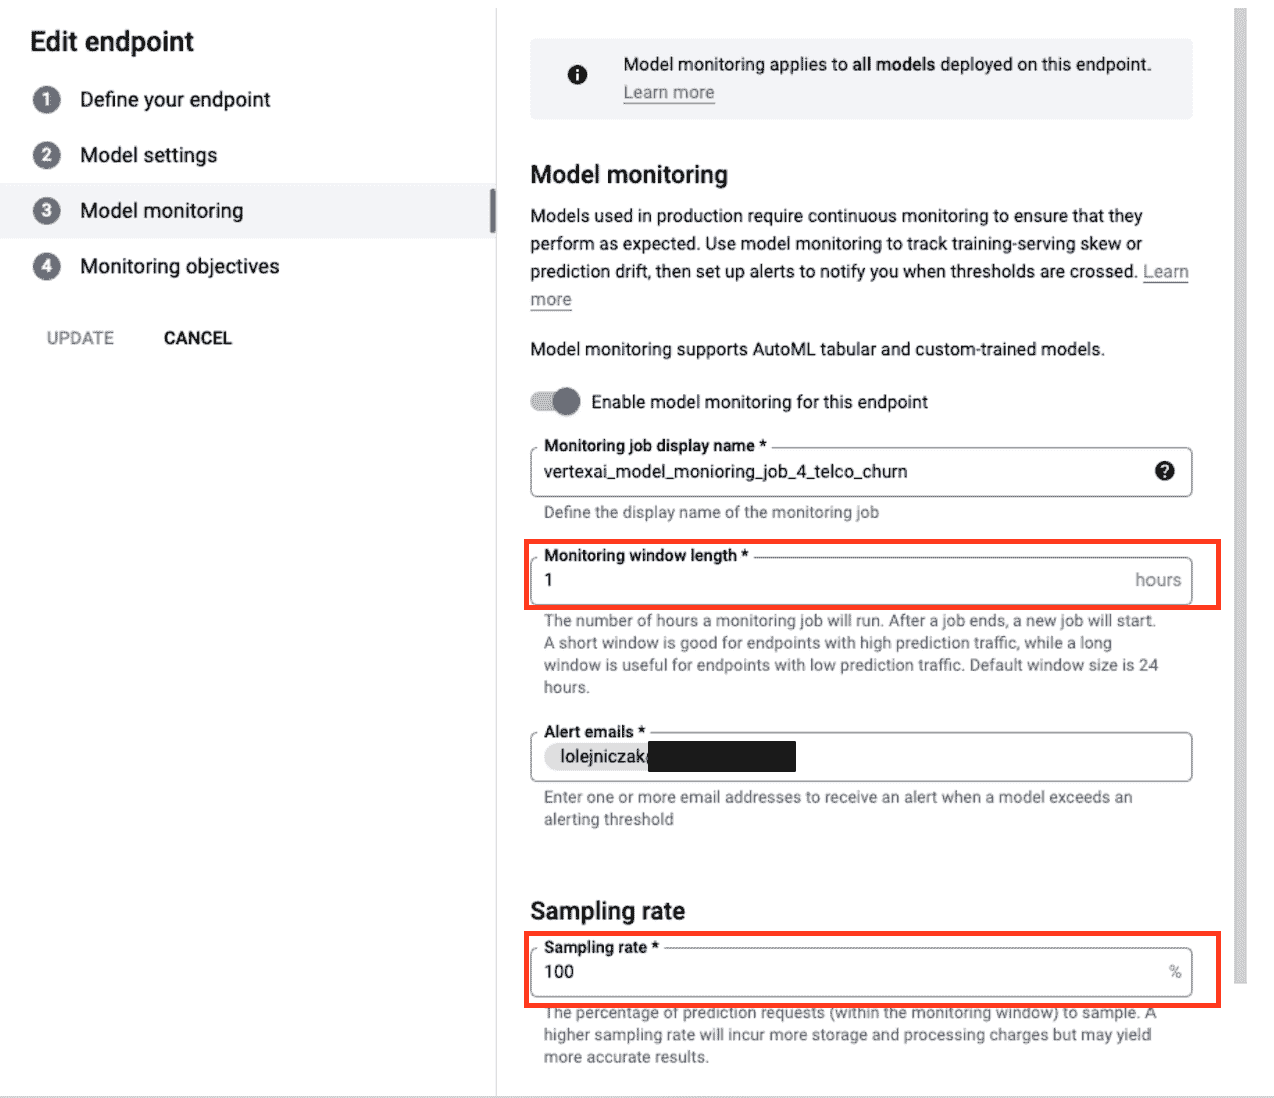 Edit endpoint
1 Define your endpoint
2 Model settings
3 Model monitoring
4 Monitoring objectives
UPDATE CANCEL
Model monitoring applies to all models deployed on this endpoint.
Learn more
Model monitoring
Models used in production require continuous monitoring to ensure that they
perform as expected. Use model monitoring to track training-serving skew or
prediction drift, then set up alerts to notify you when thresholds are crossed. Learn
more
Model monitoring supports AutoML tabular and custom-trained models.
Enable model monitoring for this endpoint
Monitoring job display name *
vertexai_model_monioring_job_4_telco_churn
Define the display name of the monitoring job
Monitoring window length *
1 hours
The number of hours a monitoring job will run. After a job ends, a new job will start.
A short window is good for endpoints with high prediction traffic, while a long
window is useful for endpoints with low prediction traffic. Default window size is 24
hours.
Alert emails *
lolejniczak
Enter one or more email addresses to receive an alert when a model exceeds an
alerting threshold
Sampling rate
Sampling rate *
100 %
The percentage of prediction requests (within the monitoring window) to sample. A
higher sampling rate will incur more storage and processing charges but may yield
more accurate results.